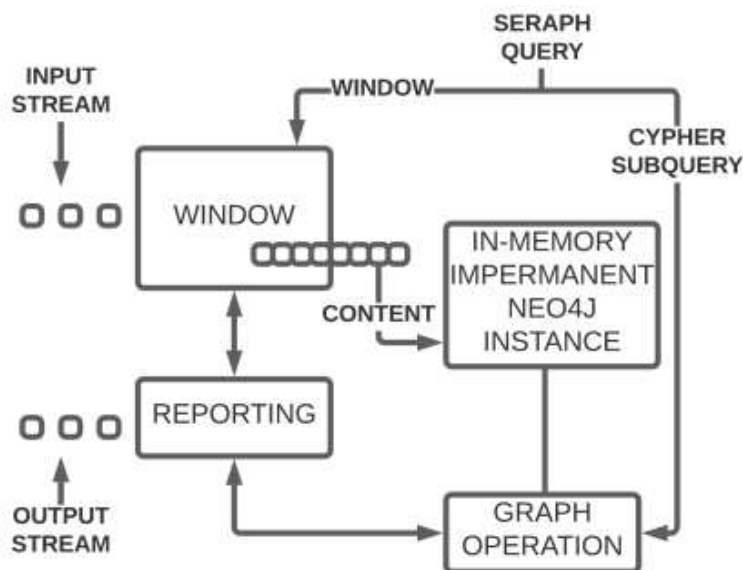 SERAPH
QUERY
INPUT
STREAM
WINDOW
CYPHER
SUBQUERY
WINDOW
IN-MEMORY
IMPERMANENT
NEO4J
INSTANCE
CONTENT
REPORTING
OUTPUT
STREAM
GRAPH
OPERATION